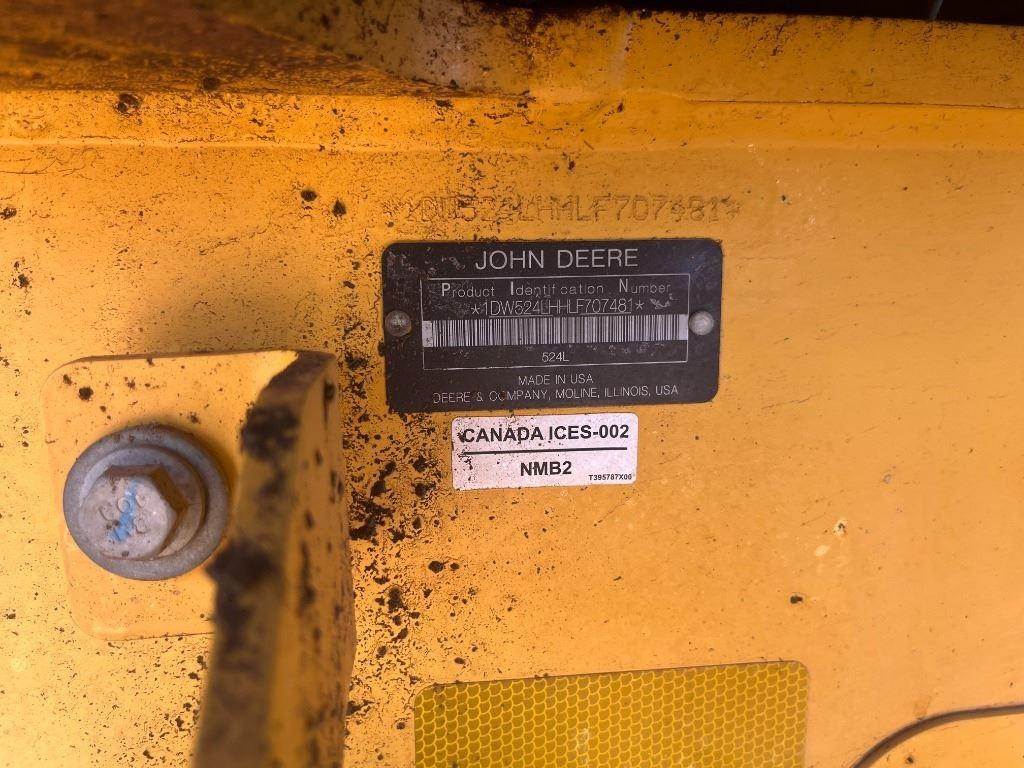 *1DW524LHHLF707481*
JOHN DEERE
Product Identification Number
*1DW524LHHLF707481*
524L
MADE IN USA
DEERE & COMPANY, MOLINE, ILLINOIS, USA
CANADA ICES-002
NMB2
T395787X00